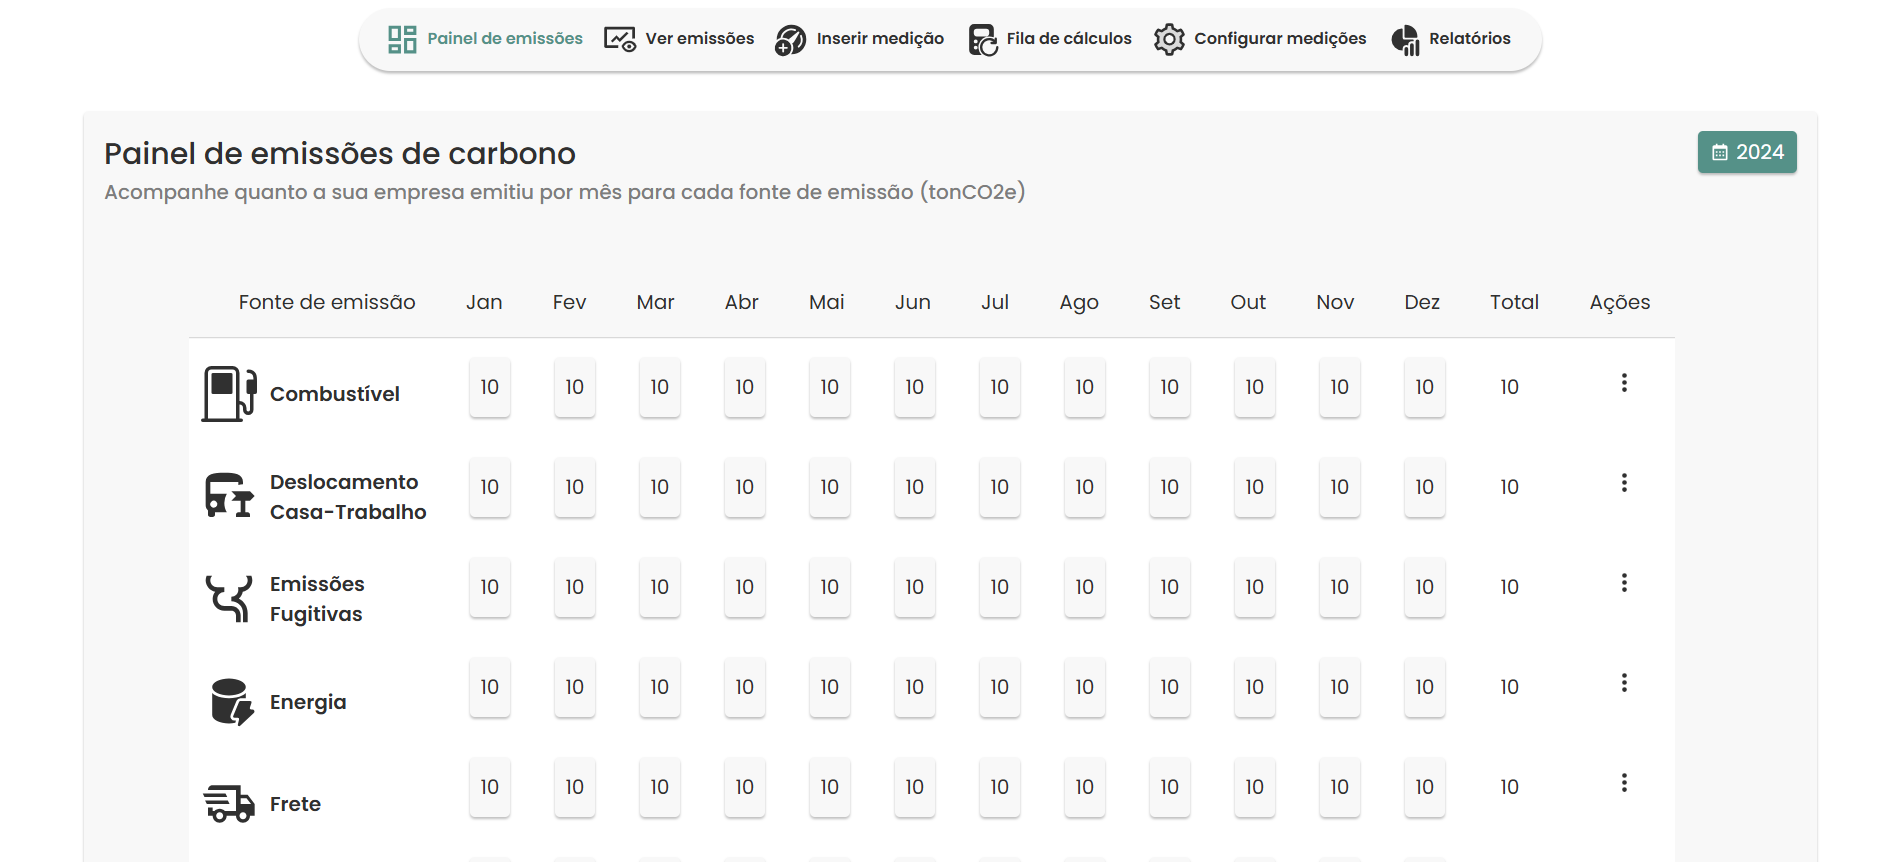 Painel de emissões Ver emissões Inserir medição Fila de cálculos Configurar medições Relatórios
Painel de emissões de carbono
2024
Acompanhe quanto a sua empresa emitiu por mês para cada fonte de emissão (tonCO2e)
Fonte de emissão Jan Fev Mar Abr Mai Jun Jul Ago Set Out Nov Dez Total Ações
Combustível 10 10 10 10 10 10 10 10 10 10 10 10 10
Deslocamento
Casa-Trabalho 10 10 10 10 10 10 10 10 10 10 10 10 10
Emissões
Fugitivas 10 10 10 10 10 10 10 10 10 10 10 10 10
Energia 10 10 10 10 10 10 10 10 10 10 10 10 10
Frete 10 10 10 10 10 10 10 10 10 10 10 10 10